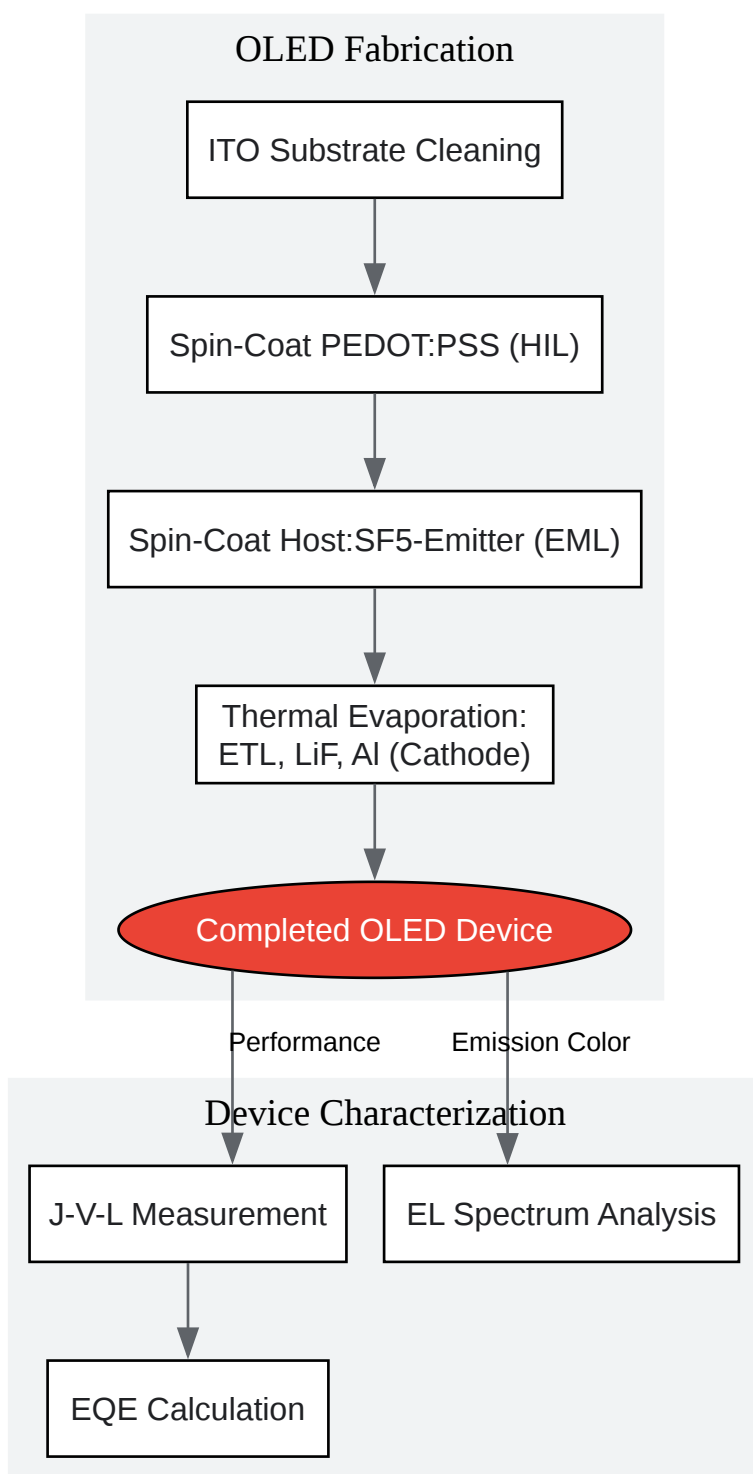 OLED Fabrication
ITO Substrate Cleaning
Spin-Coat PEDOT:PSS (HIL)
Spin-Coat Host:SF5-Emitter (EML)
Thermal Evaporation:
ETL, LiF, Al (Cathode)
Completed OLED Device
Performance
Emission Color
Device Characterization
J-V-L Measurement
EL Spectrum Analysis
EQE Calculation